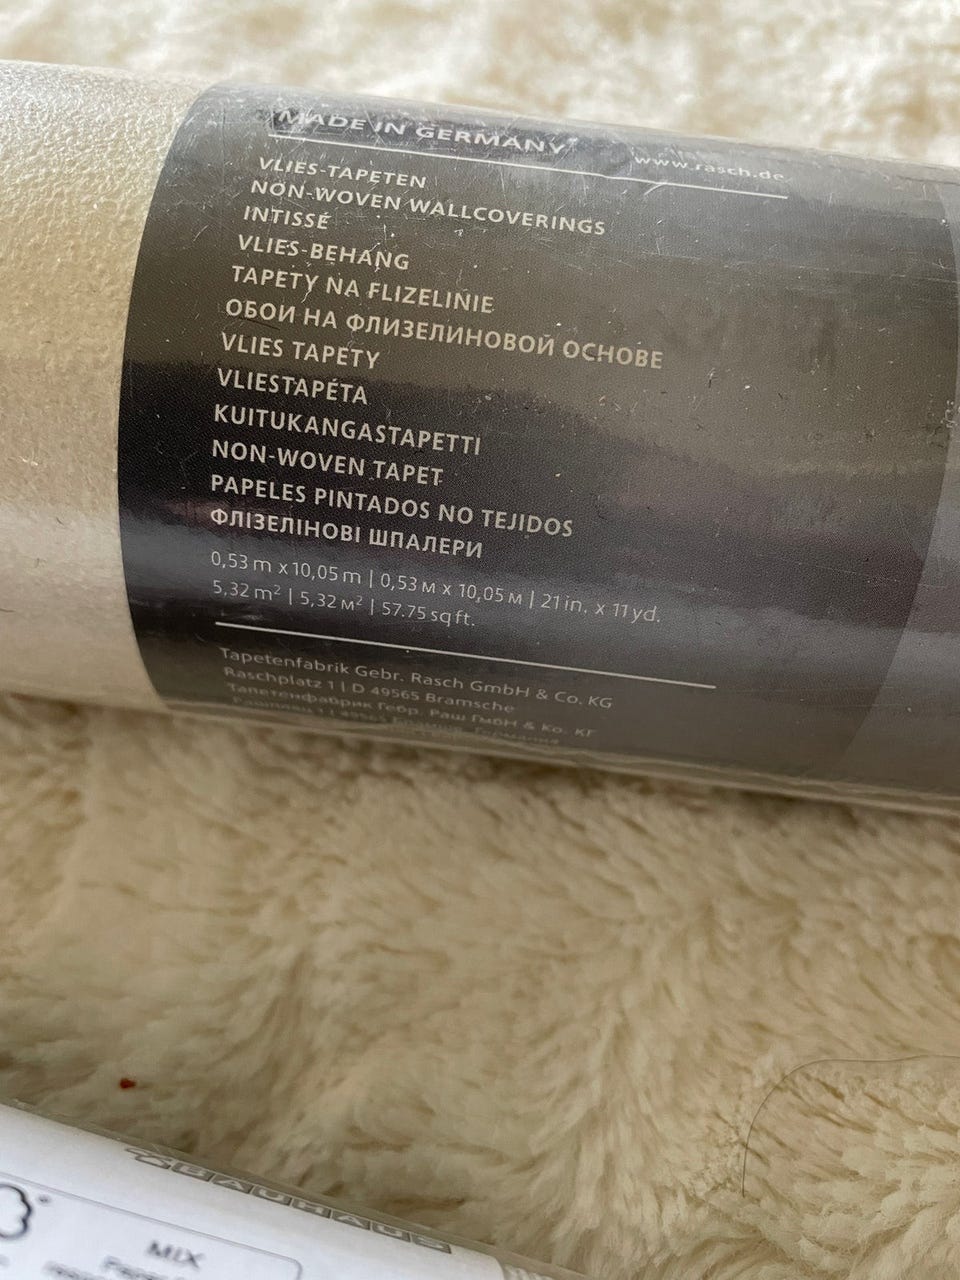 MADE IN GERMANY
www.rasch.de
VLIES-TAPETEN
NON-WOVEN WALLCOVERINGS
INTISSÉ
VLIES-BEHANG
TAPETY NA FLIZELINIE
ОБОИ НА ФЛИЗЕЛИНОВОЙ ОСНОВЕ
VLIES TAPETY
VLIESTAPÉTA
KUITUKANGASTAPETTI
NON-WOVEN TAPET
PAPELES PINTADOS NO TEJIDOS
ФЛІЗЕЛІНОВІ ШПАЛЕРИ
0,53 m x 10,05 m | 0,53 м x 10,05 м | 21 in. x 11 yd.
5,32 m² | 5,32 м² | 57.75 sq ft.
Tapetenfabrik Gebr. Rasch GmbH & Co. KG
Raschplatz 1 | D 49565 Bramsche
Тапетенфабрик Гебр. Раш ГмбН & Ко. КГ
1 | 49565 Германия
BAUHAUS
MIX